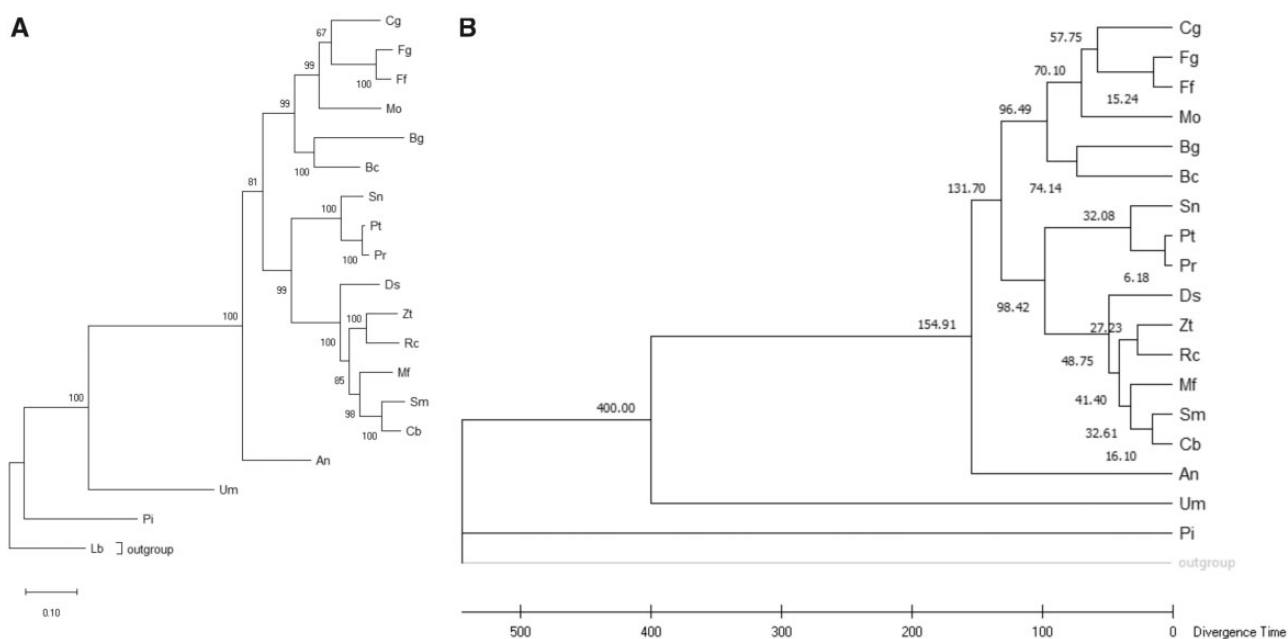 A
Cg
67
Fg
99
100
Ff
99
Mo
Bg
100
Bc
81
Sn
100
Pt
100
Pr
99
Ds
100
Zt
100
100
Rc
85
Mf
98
Sm
100
Cb
An
100
Um
Pi
Lb ] outgroup
0.10
B
57.75
Cg
Fg
70.10
15.24
Ff
96.49
Mo
Bg
74.14
Bc
131.70
Sn
32.08
Pt
6.18
Pr
98.42
Ds
154.91
27.23
Zt
48.75
Rc
41.40
Mf
32.61
Sm
16.10
Cb
An
400.00
Um
Pi
outgroup
500 400 300 200 100 0 Divergence Time